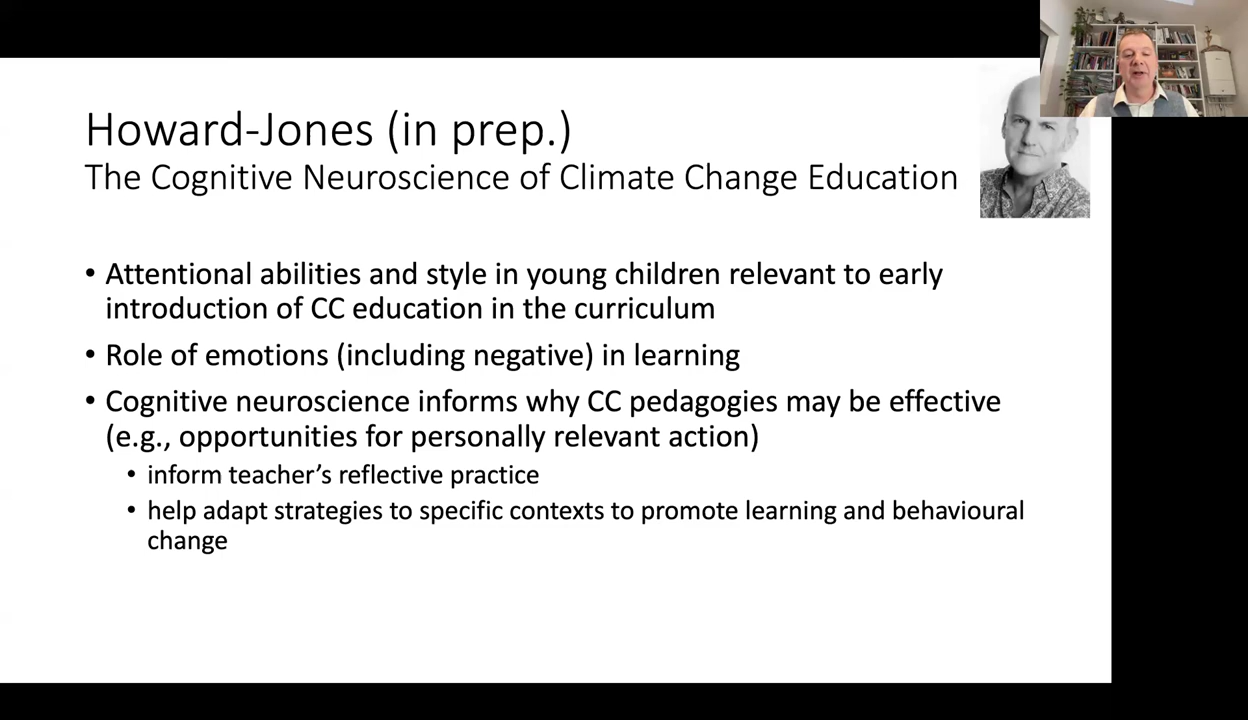 Howard-Jones (in prep.)
The Cognitive Neuroscience of Climate Change Education
• Attentional abilities and style in young children relevant to early
introduction of CC education in the curriculum
• Role of emotions (including negative) in learning
• Cognitive neuroscience informs why CC pedagogies may be effective
(e.g., opportunities for personally relevant action)
• inform teacher's reflective practice
• help adapt strategies to specific contexts to promote learning and behavioural
change